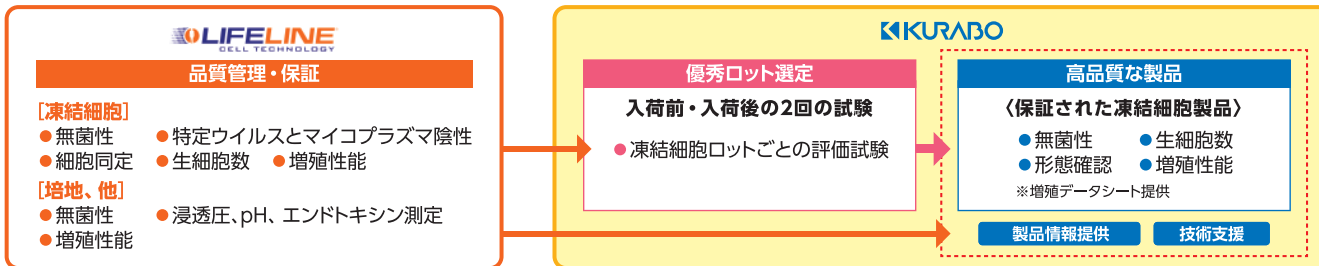 LIFELINE
CELL TECHNOLOGY
品質管理・保証
[凍結細胞]
●無菌性 ●特定ウイルスとマイコプラズマ陰性
●細胞同定 ●生細胞数 ●増殖性能
[培地、他]
●無菌性 ●浸透圧、pH、エンドトキシン測定
●増殖性能
KURABO
優秀ロット選定
入荷前・入荷後の2回の試験
●凍結細胞ロットごとの評価試験
高品質な製品
〈保証された凍結細胞製品〉
●無菌性 ●生細胞数
●形態確認 ●増殖性能
※増殖データシート提供
製品情報提供 技術支援